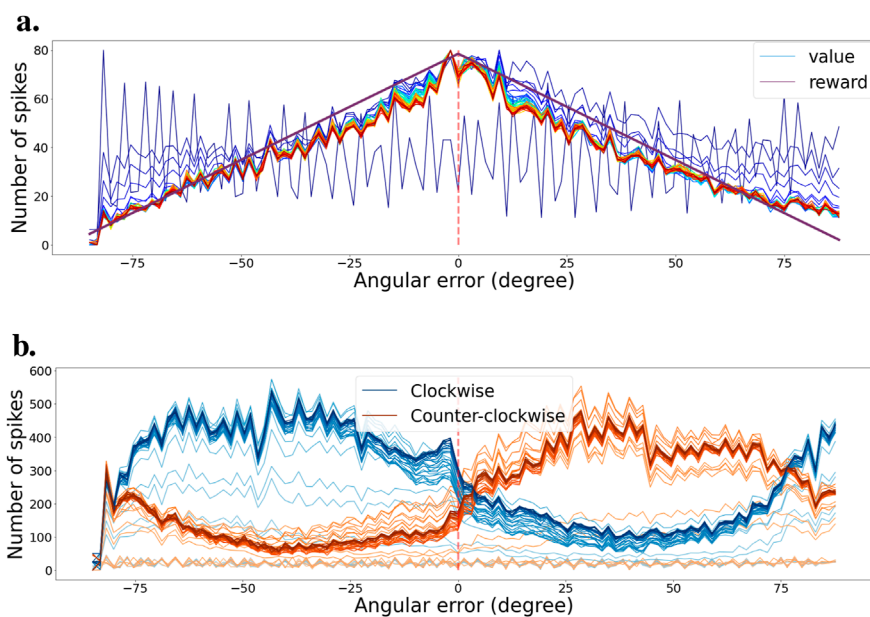 a.
80
60
40
20
0
Number of spikes
value
reward
−75
−50
−25
0
25
50
75
Angular error (degree)
b.
600
500
400
300
200
100
0
Number of spikes
Clockwise
Counter-clockwise
−75
−50
−25
0
25
50
75
Angular error (degree)